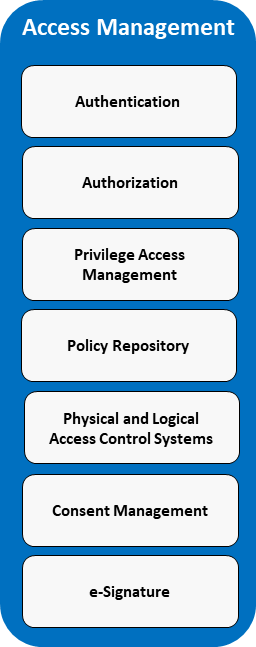 Access Management
Authentication
Authorization
Privilege Access
Management
Policy Repository
Physical and Logical
Access Control Systems
Consent Management
e-Signature